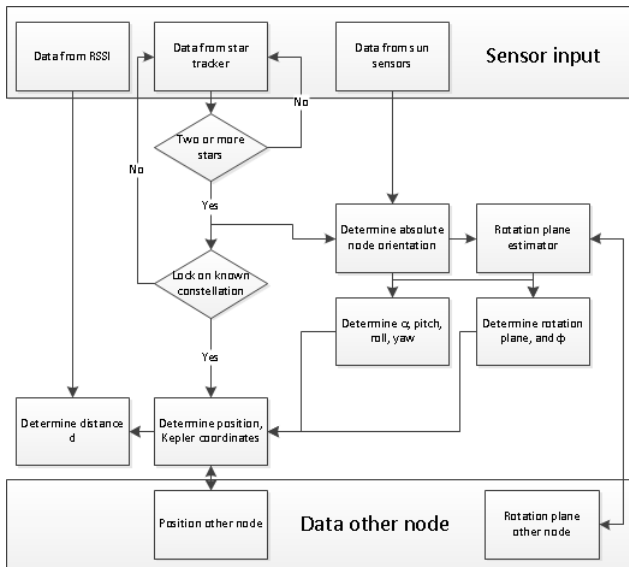 Data from RSSI
Data from star
tracker
Data from sun
sensors
Sensor input
No
Two or more
stars
No
Yes
Determine absolute
node orientation
Rotation plane
estimator
Lock on known
constellation
Determine α, pitch,
roll, yaw
Determine rotation
plane, and ϕ
Yes
Determine distance
d
Determine position,
Kepler coordinates
Position other node
Data other node
Rotation plane
other node